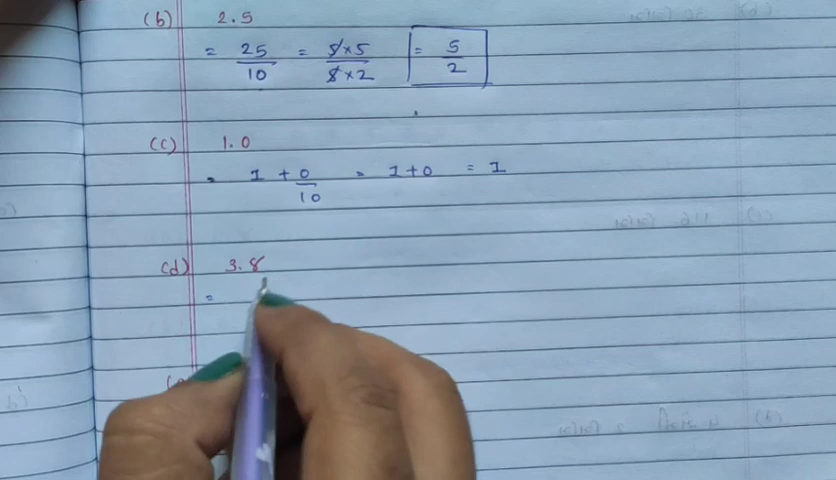 (b) 2.5
= 25/10 = 5×5/5×2 = 5/2
(c) 1.0
= 1 + 0/10 = 1+0 = 1
(d) 3.8
=